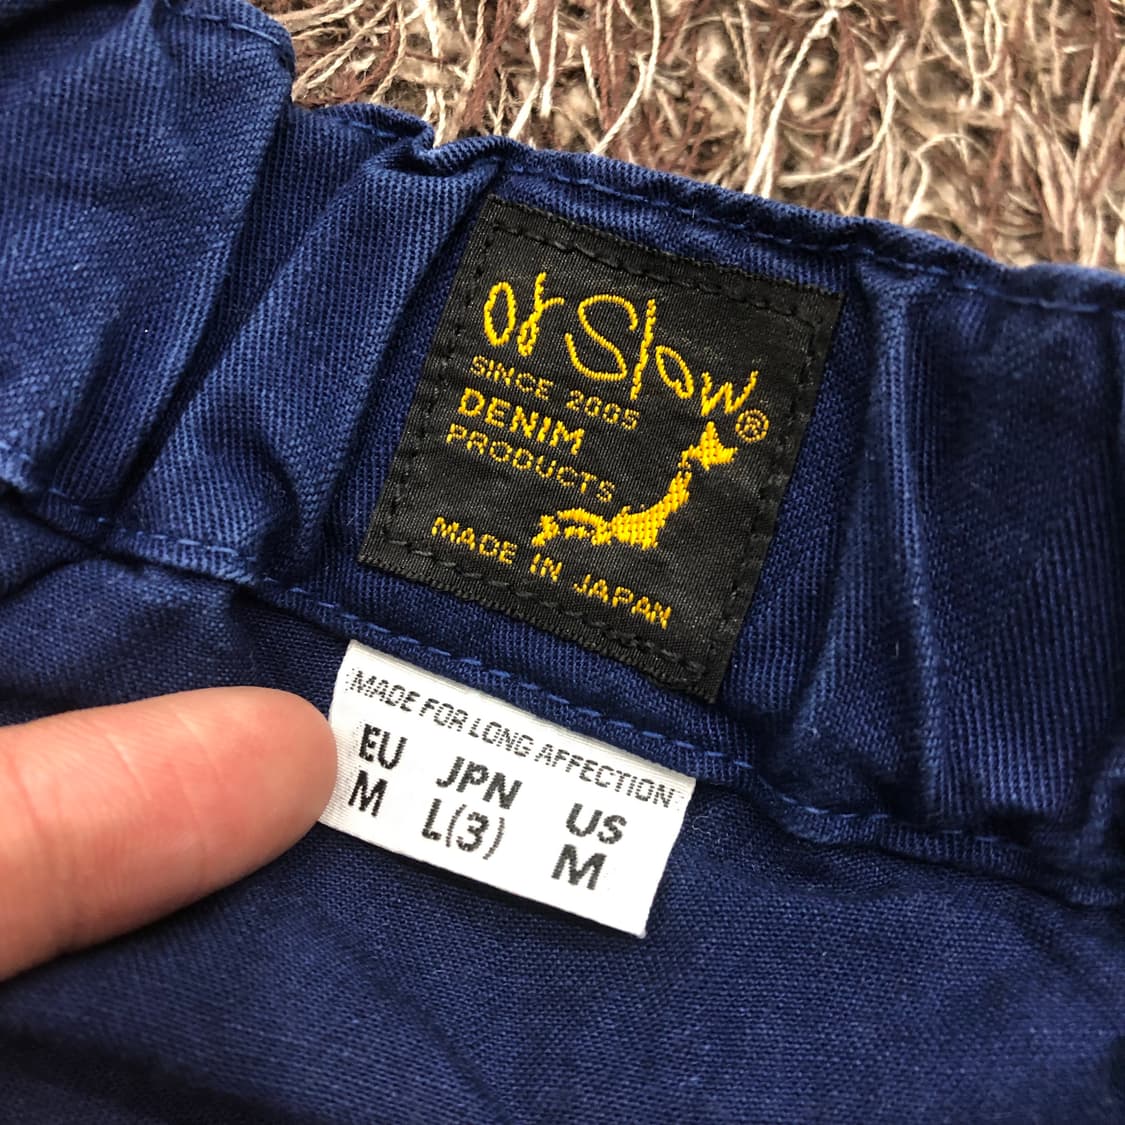 or Slow®
SINCE 2005
DENIM
PRODUCTS
MADE IN JAPAN
MADE FOR LONG AFFECTION
EU JPN US
M L(3) M